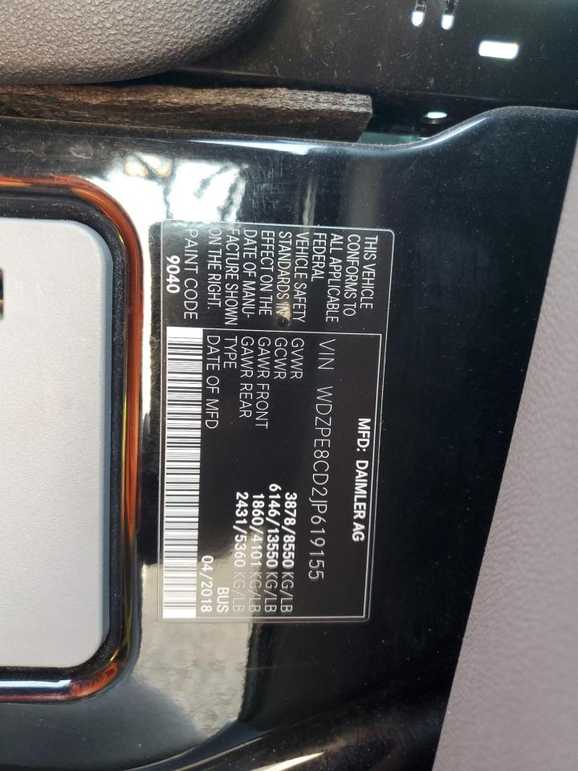 THIS VEHICLE
CONFORMS TO
ALL APPLICABLE
FEDERAL
VEHICLE SAFETY
STANDARDS IN
EFFECT ON THE
DATE OF MANU-
FACTURE SHOWN
ON THE RIGHT.
PAINT CODE
9040
MFD: DAIMLER AG
VIN WDZPE8CD2JP619155
GVWR 3878/8550 KG/LB
GCWR 6146/13550 KG/LB
GAWR FRONT 1860/4101 KG/LB
GAWR REAR 2431/5360 KG/LB
TYPE BUS
DATE OF MFD 04/2018